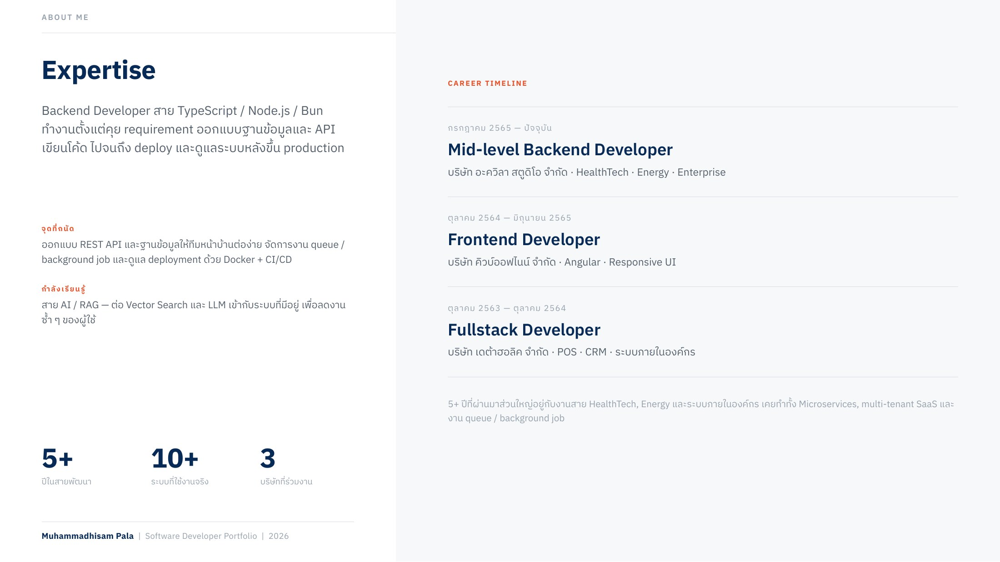 ABOUT ME
Expertise
Backend Developer สาย TypeScript / Node.js / Bun
ทำงานตั้งแต่คุย requirement ออกแบบฐานข้อมูลและ API
เขียนโค้ด ไปจนถึง deploy และดูแลระบบหลังขึ้น production
จุดที่ถนัด
ออกแบบ REST API และฐานข้อมูลให้ทีมหน้าบ้านต่อง่าย จัดการงาน queue /
background job และดูแล deployment ด้วย Docker + CI/CD
กำลังเรียนรู้
สาย AI / RAG — ต่อ Vector Search และ LLM เข้ากับระบบที่มีอยู่ เพื่อลดงาน
ซ้ำ ๆ ของผู้ใช้
5+
ปีในสายพัฒนา
10+
ระบบที่ใช้งานจริง
3
บริษัทที่ร่วมงาน
Muhammadhisam Pala | Software Developer Portfolio | 2026
CAREER TIMELINE
กรกฎาคม 2565 — ปัจจุบัน
Mid-level Backend Developer
บริษัท อะควิลา สตูดิโอ จำกัด · HealthTech · Energy · Enterprise
ตุลาคม 2564 — มิถุนายน 2565
Frontend Developer
บริษัท คิวบ์ออฟไนน์ จำกัด · Angular · Responsive UI
ตุลาคม 2563 — ตุลาคม 2564
Fullstack Developer
บริษัท เดต้าฮอลิค จำกัด · POS · CRM · ระบบภายในองค์กร
5+ ปีที่ผ่านมาส่วนใหญ่อยู่กับงานสาย HealthTech, Energy และระบบภายในองค์กร เคยทำทั้ง Microservices, multi-tenant SaaS และ
งาน queue / background job